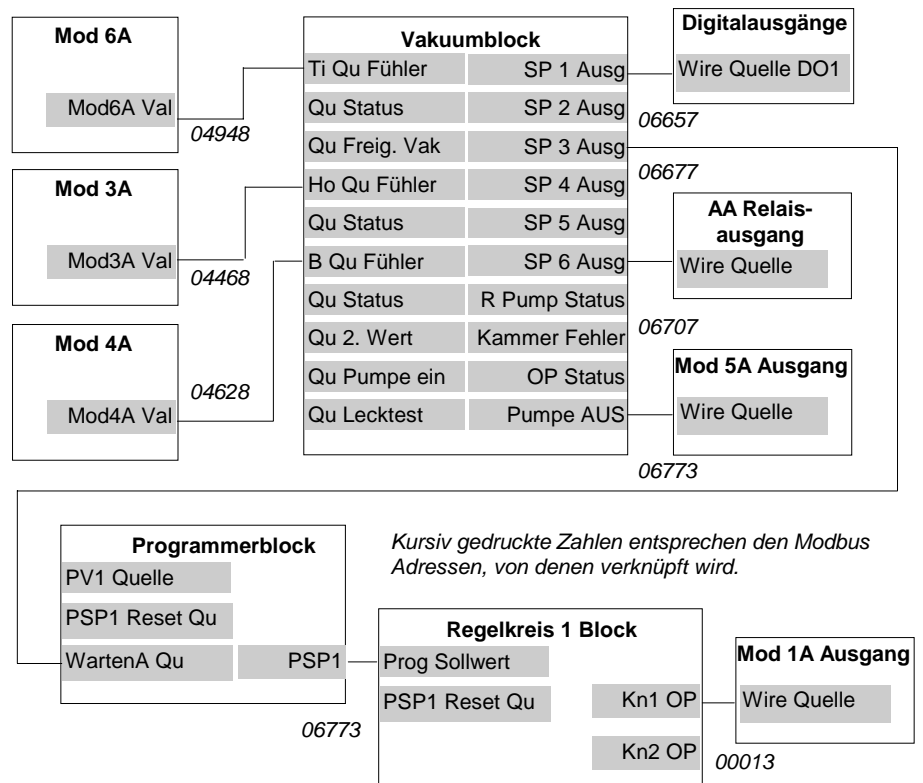 Mod 6A
Mod6A Val
04948
Mod 3A
Mod3A Val
04468
Mod 4A
Mod4A Val
04628
Vakuumblock
Ti Qu Fühler SP 1 Ausg
Qu Status SP 2 Ausg
Qu Freig. Vak SP 3 Ausg
Ho Qu Fühler SP 4 Ausg
Qu Status SP 5 Ausg
B Qu Fühler SP 6 Ausg
Qu Status R Pump Status
Qu 2. Wert Kammer Fehler
Qu Pumpe ein OP Status
Qu Lecktest Pumpe AUS
Digitalausgänge
Wire Quelle DO1
06657
06677
AA Relais-
ausgang
Wire Quelle
06707
Mod 5A Ausgang
Wire Quelle
06773
Programmerblock
PV1 Quelle
PSP1 Reset Qu
WartenA Qu PSP1
06773
Kursiv gedruckte Zahlen entsprechen den Modbus
Adressen, von denen verknüpft wird.
Regelkreis 1 Block
Prog Sollwert
PSP1 Reset Qu
Kn1 OP
Kn2 OP
00013
Mod 1A Ausgang
Wire Quelle